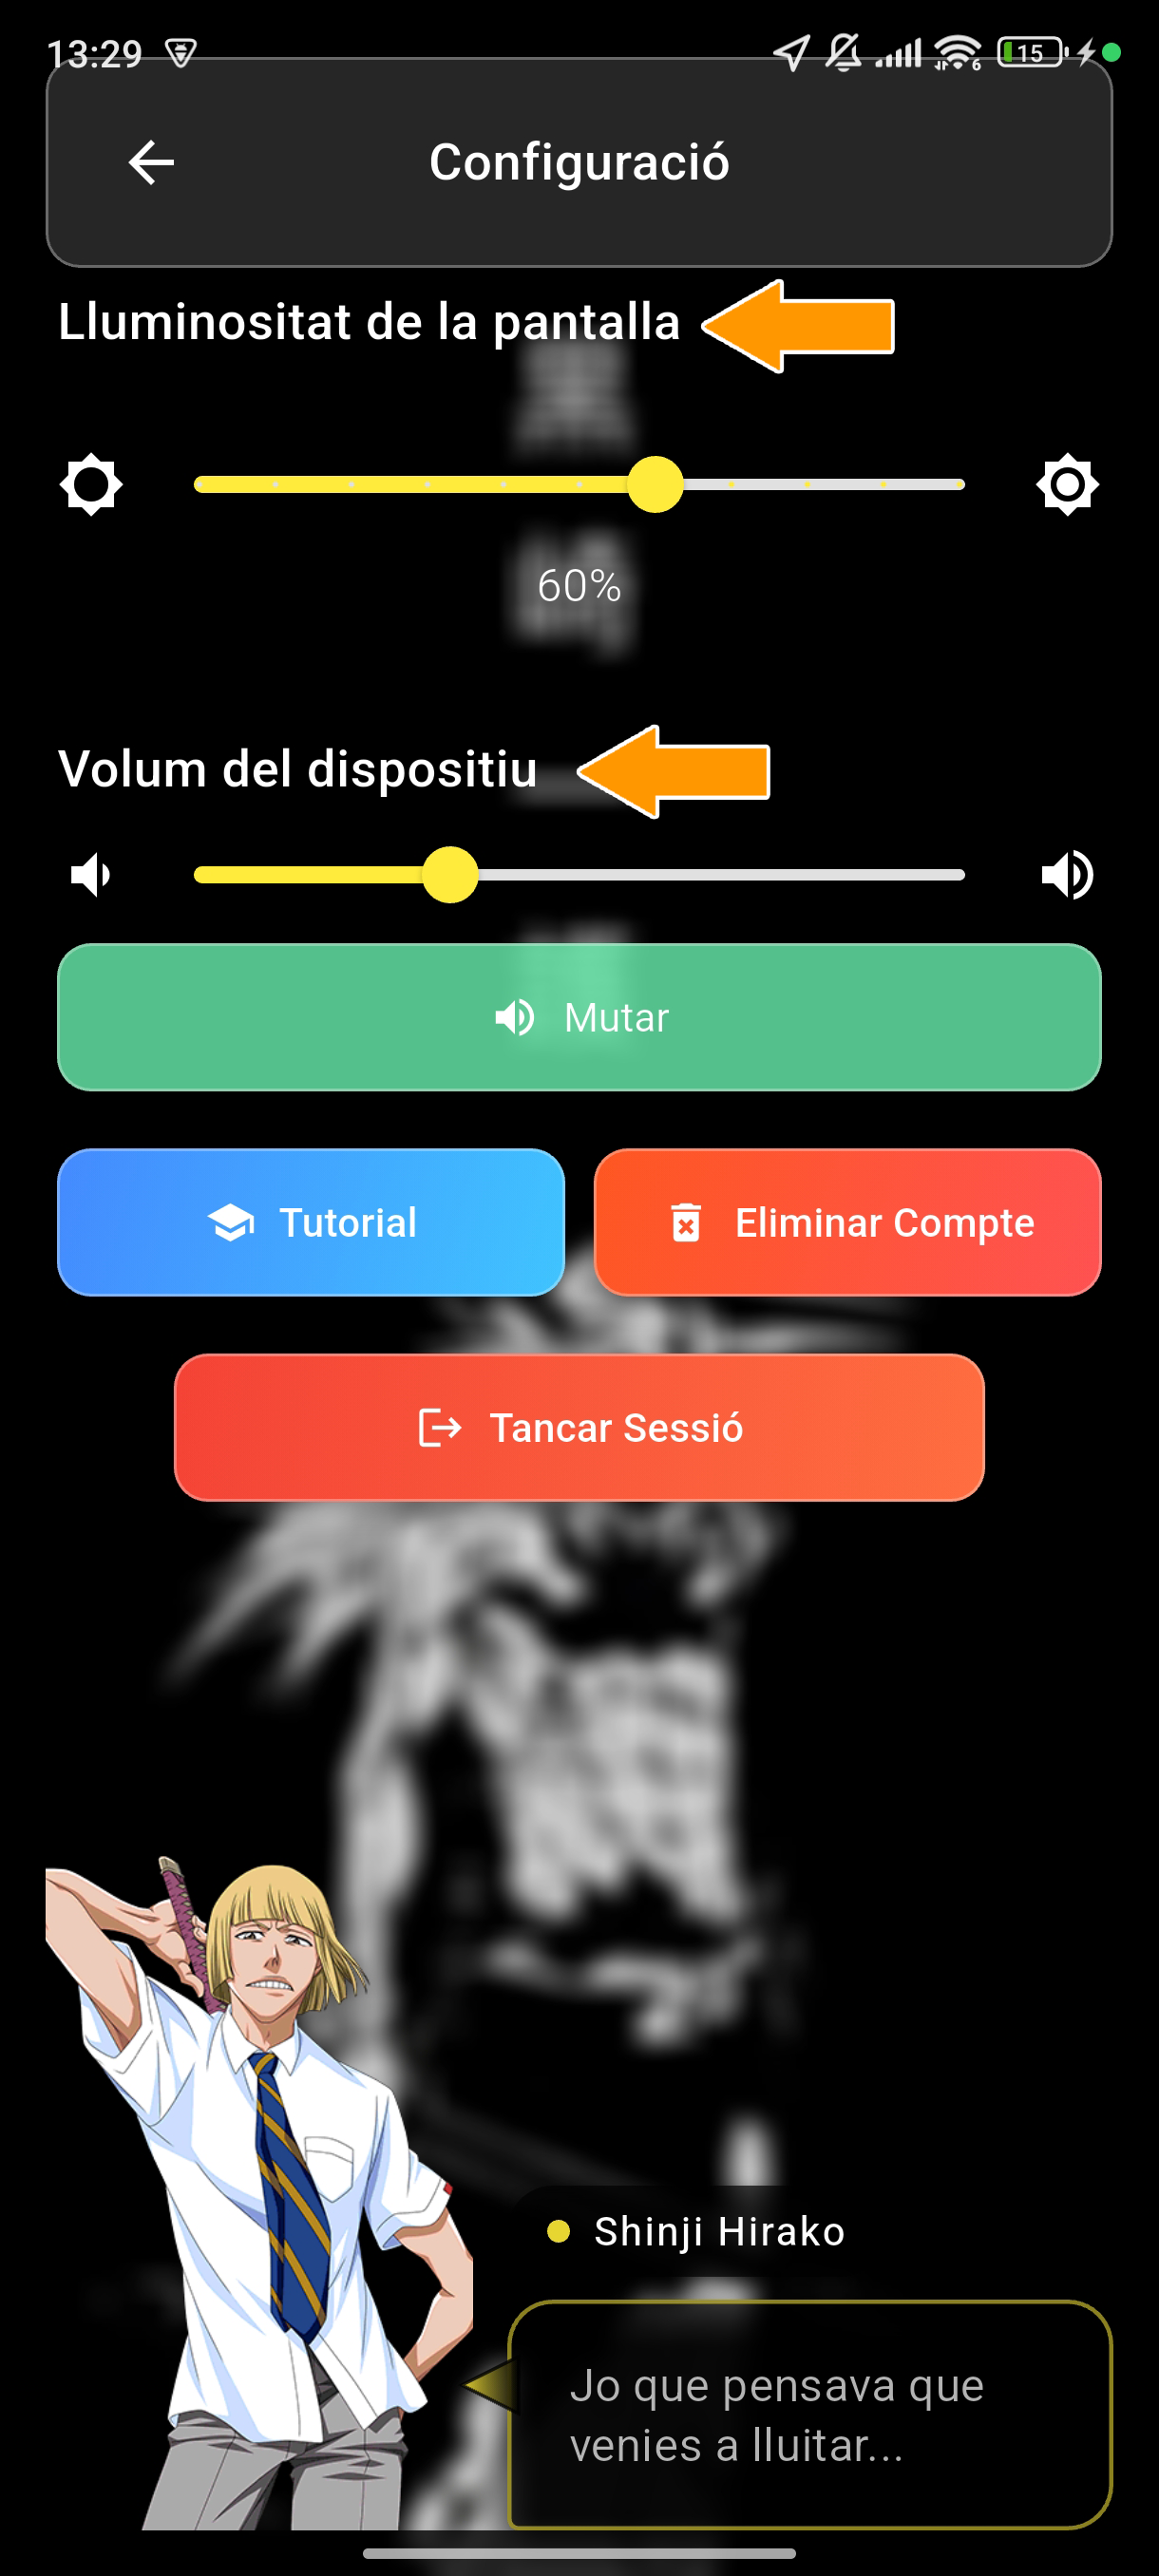 13:29
6
15
Configuració
Lluminositat de la pantalla
60%
Volum del dispositiu
Mutar
Tutorial
Eliminar Compte
Tancar Sessió
Shinji Hirako
Jo que pensava que
venies a lluitar...